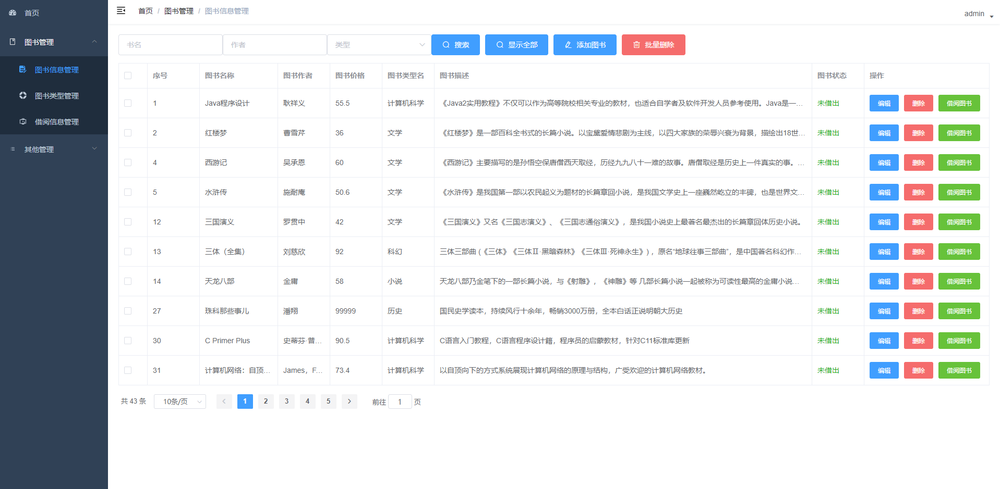 首页
图书管理
图书信息管理
图书类型管理
借阅信息管理
其他管理
首页 / 图书管理 / 图书信息管理
admin
书名 作者 类型 搜索 显示全部 添加图书 批量删除
序号 图书名称 图书作者 图书价格 图书类型名 图书描述 图书状态 操作
1 Java程序设计 耿祥义 55.5 计算机科学 《Java2实用教程》不仅可以作为高等院校相关专业的教材，也适合自学者及软件开发人员参考使用。Java是一... 未借出 编辑 删除 借阅图书
2 红楼梦 曹雪芹 36 文学 《红楼梦》是一部百科全书式的长篇小说。以宝黛爱情悲剧为主线，以四大家族的荣辱兴衰为背景，描绘出18世... 未借出 编辑 删除 借阅图书
4 西游记 吴承恩 60 文学 《西游记》主要描写的是孙悟空保唐僧西天取经，历经九九八十一难的故事。唐僧取经是历史上一件真实的事。... 未借出 编辑 删除 借阅图书
5 水浒传 施耐庵 50.6 文学 《水浒传》是我国第一部以农民起义为题材的长篇章回小说，是我国文学史上一座巍然屹立的丰碑，也是世界文... 未借出 编辑 删除 借阅图书
12 三国演义 罗贯中 42 文学 《三国演义》又名《三国志演义》、《三国志通俗演义》，是我国小说史上最著名最杰出的长篇章回体历史小说。 未借出 编辑 删除 借阅图书
13 三体（全集） 刘慈欣 92 科幻 三体三部曲 (《三体》《三体Ⅱ·黑暗森林》《三体Ⅲ·死神永生》) ，原名“地球往事三部曲”，是中国著名科幻作... 未借出 编辑 删除 借阅图书
14 天龙八部 金庸 58 小说 天龙八部乃金笔下的一部长篇小说，与《射雕》，《神雕》等 几部长篇小说一起被称为可读性最高的金庸小说... 未借出 编辑 删除 借阅图书
27 珠科那些事儿 潘翔 99999 历史 国民史学读本，持续风行十余年，畅销3000万册，全本白话正说明朝大历史 未借出 编辑 删除 借阅图书
30 C Primer Plus 史蒂芬·普... 90.5 计算机科学 C语言入门教程，C语言程序设计籍，程序员的启蒙教材，针对C11标准库更新 未借出 编辑 删除 借阅图书
31 计算机网络：自顶... James，F... 73.4 计算机科学 以自顶向下的方式系统展现计算机网络的原理与结构，广受欢迎的计算机网络教材。 未借出 编辑 删除 借阅图书
共 43 条 10条/页 1 2 3 4 5 前往 1 页